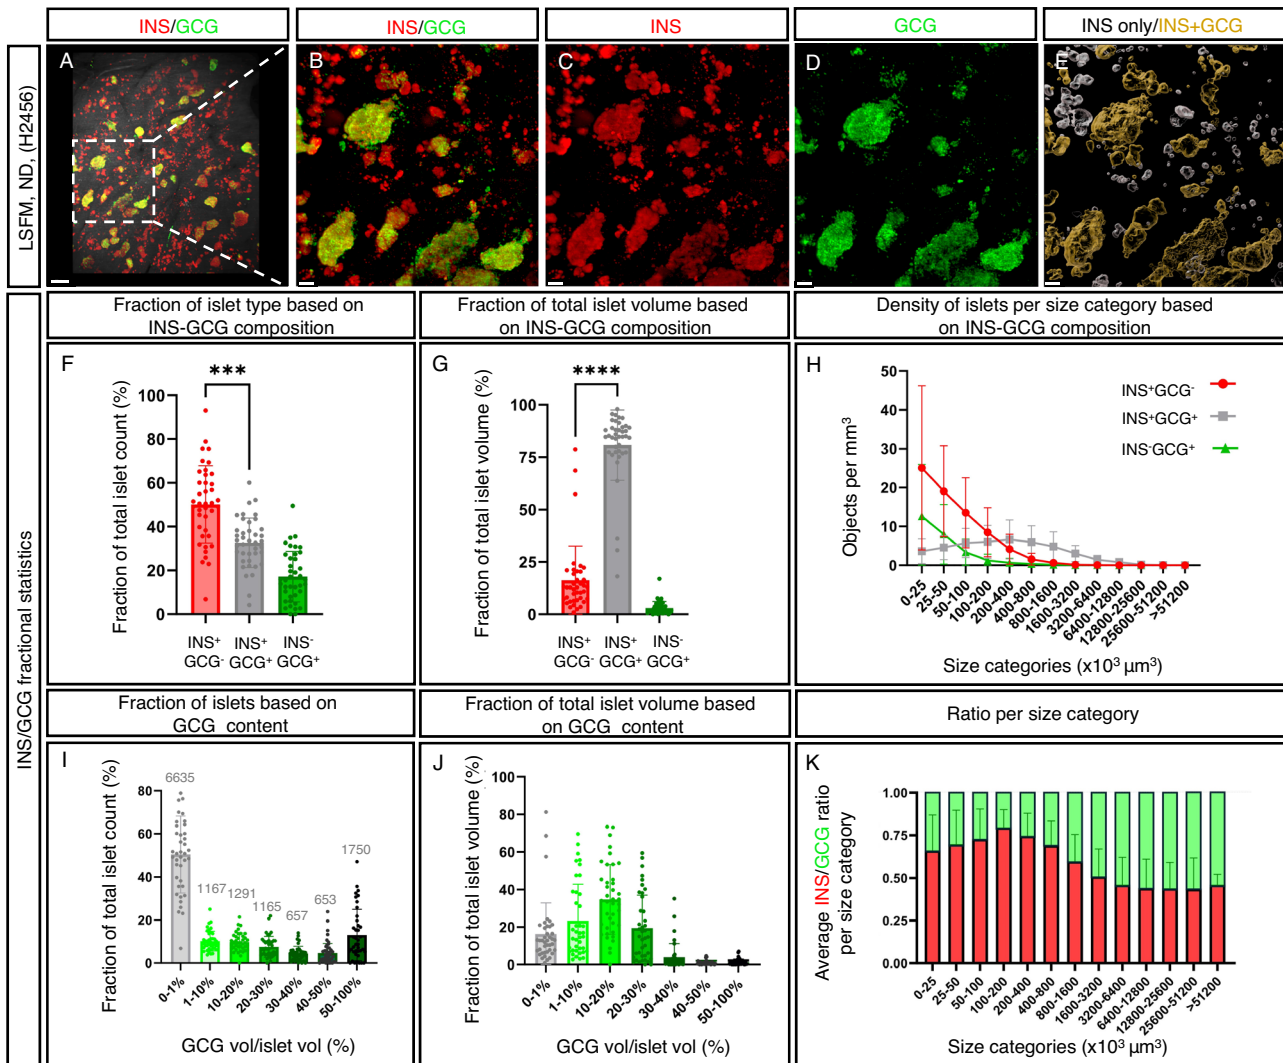 INS/GCG
INS/GCG
INS
GCG
INS only/INS+GCG
LSFM, ND, (H2456)
A
B
C
D
E
INS/GCG fractional statistics
Fraction of islet type based on
INS-GCG composition
Fraction of total islet volume based
on INS-GCG composition
Density of islets per size category based
on INS-GCG composition
F
***
Fraction of total islet count (%)
100
80
60
40
20
0
INS⁺
GCG⁻
INS⁺
GCG⁺
INS⁻
GCG⁺
G
****
Fraction of total islet volume (%)
100
75
50
25
0
INS⁺
GCG⁻
INS⁺
GCG⁺
INS⁻
GCG⁺
H
INS⁺GCG⁻
INS⁺GCG⁺
INS⁻GCG⁺
Objects per mm³
50
40
30
20
10
0
0-25
25-50
50-100
100-200
200-400
400-800
800-1600
1600-3200
3200-6400
6400-12800
12800-25600
25600-51200
>51200
Size categories (x10³ µm³)
Fraction of islets based on
GCG content
Fraction of total islet volume based
on GCG content
Ratio per size category
I
Fraction of total islet count (%)
80
60
40
20
0
6635
1167
1291
1165
657
653
1750
0-1%
1-10%
10-20%
20-30%
30-40%
40-50%
50-100%
GCG vol/islet vol (%)
J
Fraction of total islet volume (%)
100
80
60
40
20
0
0-1%
1-10%
10-20%
20-30%
30-40%
40-50%
50-100%
GCG vol/islet vol (%)
K
Average INS/GCG ratio
per size category
1.00
0.75
0.50
0.25
0.00
0-25
25-50
50-100
100-200
200-400
400-800
800-1600
1600-3200
3200-6400
6400-12800
12800-25600
25600-51200
>51200
Size categories (x10³ µm³)